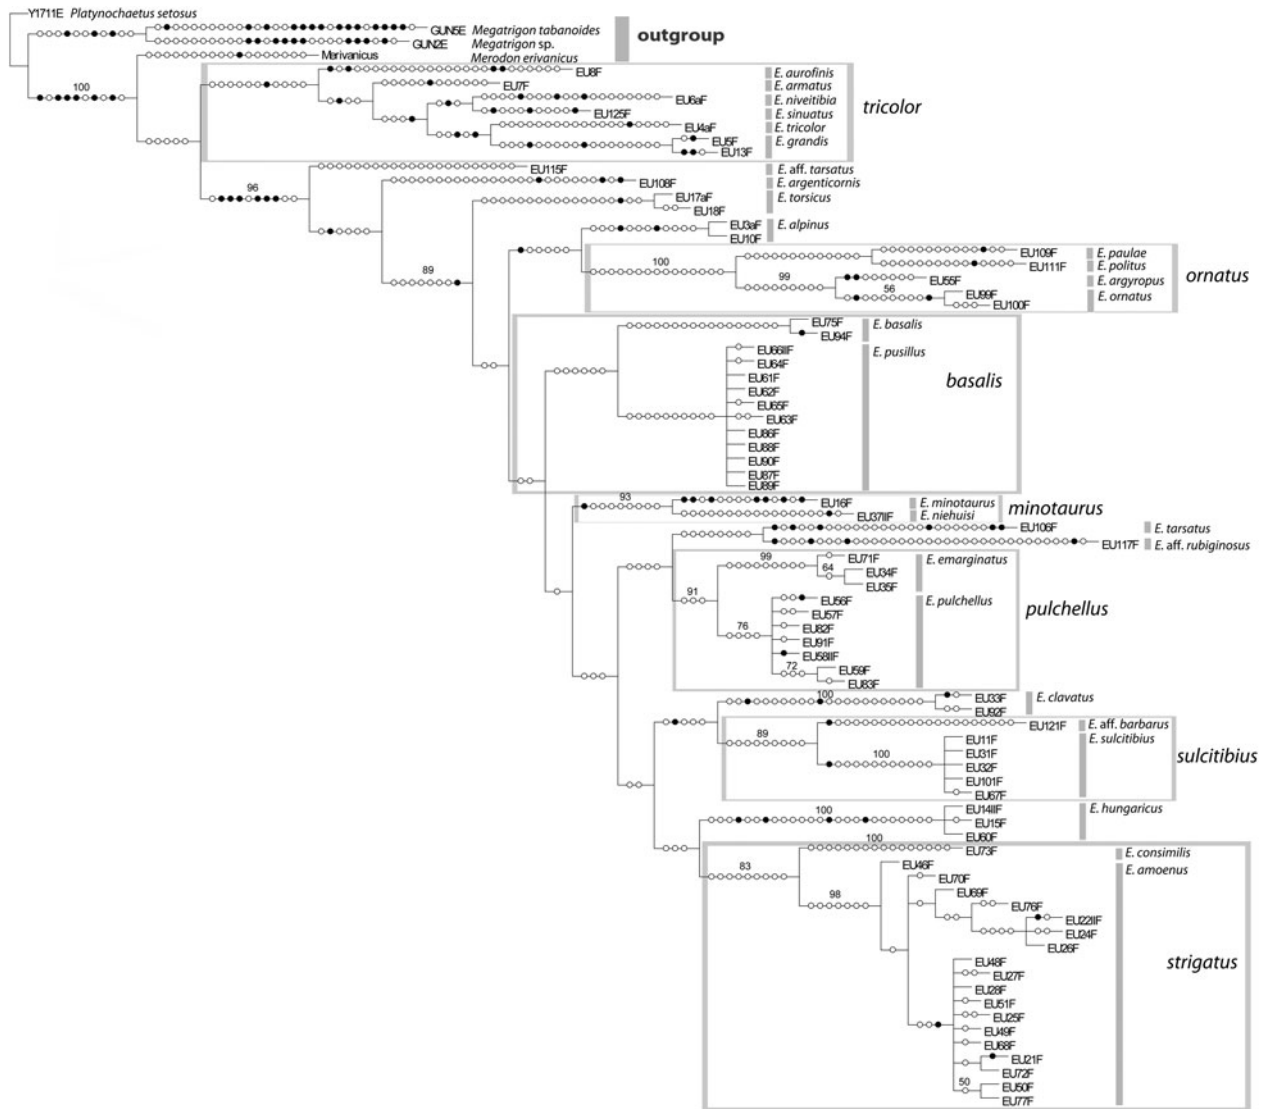 Y1711E Platynochaetus setosus
GUN5E Megatrigon tabanoides
GUN2E Megatrigon sp.
outgroup
Merivanicus Merodon erivanicus
100
EU8F E. aurofinis
EU7F E. armatus
EU6aF E. niveitibia
tricolor
EU125F E. sinuatus
EU4aF E. tricolor
EU5F E. grandis
EU13F
EU115F E. aff. tarsatus
96
EU108F E. argenticornis
EU17aF E. torsicus
EU18F
EU3aF E. alpinus
EU10F
EU109F E. paulae
100
EU111F E. politus
89
99
EU55F E. argyropus
ornatus
56
EU99F E. ornatus
EU100F
EU75F E. basalis
EU94F
EU66IIF E. pusillus
EU64F
EU61F
basalis
EU62F
EU65F
EU63F
EU86F
EU88F
EU90F
EU87F
EU89F
93
EU16F E. minotaurus
minotaurus
EU37IIF E. niehuisi
EU106F E. tarsatus
EU117F E. aff. rubiginosus
99
EU71F E. emarginatus
64
EU34F
EU35F
91
EU56F E. pulchellus
pulchellus
EU57F
76
EU82F
EU91F
EU58IIF
72
EU59F
EU83F
100
EU33F E. clavatus
EU92F
EU121F E. aff. barbarus
89
EU11F E. sulcitibius
100
EU31F
sulcitibius
EU32F
EU101F
EU67F
100
EU14IIF E. hungaricus
EU15F
EU60F
100
EU73F E. consimilis
83
EU46F E. amoenus
EU70F
98
EU69F
EU76F
EU22IIF
EU24F
EU26F
EU48F
strigatus
EU27F
EU28F
EU51F
EU25F
EU49F
EU68F
EU21F
EU72F
50
EU50F
EU77F